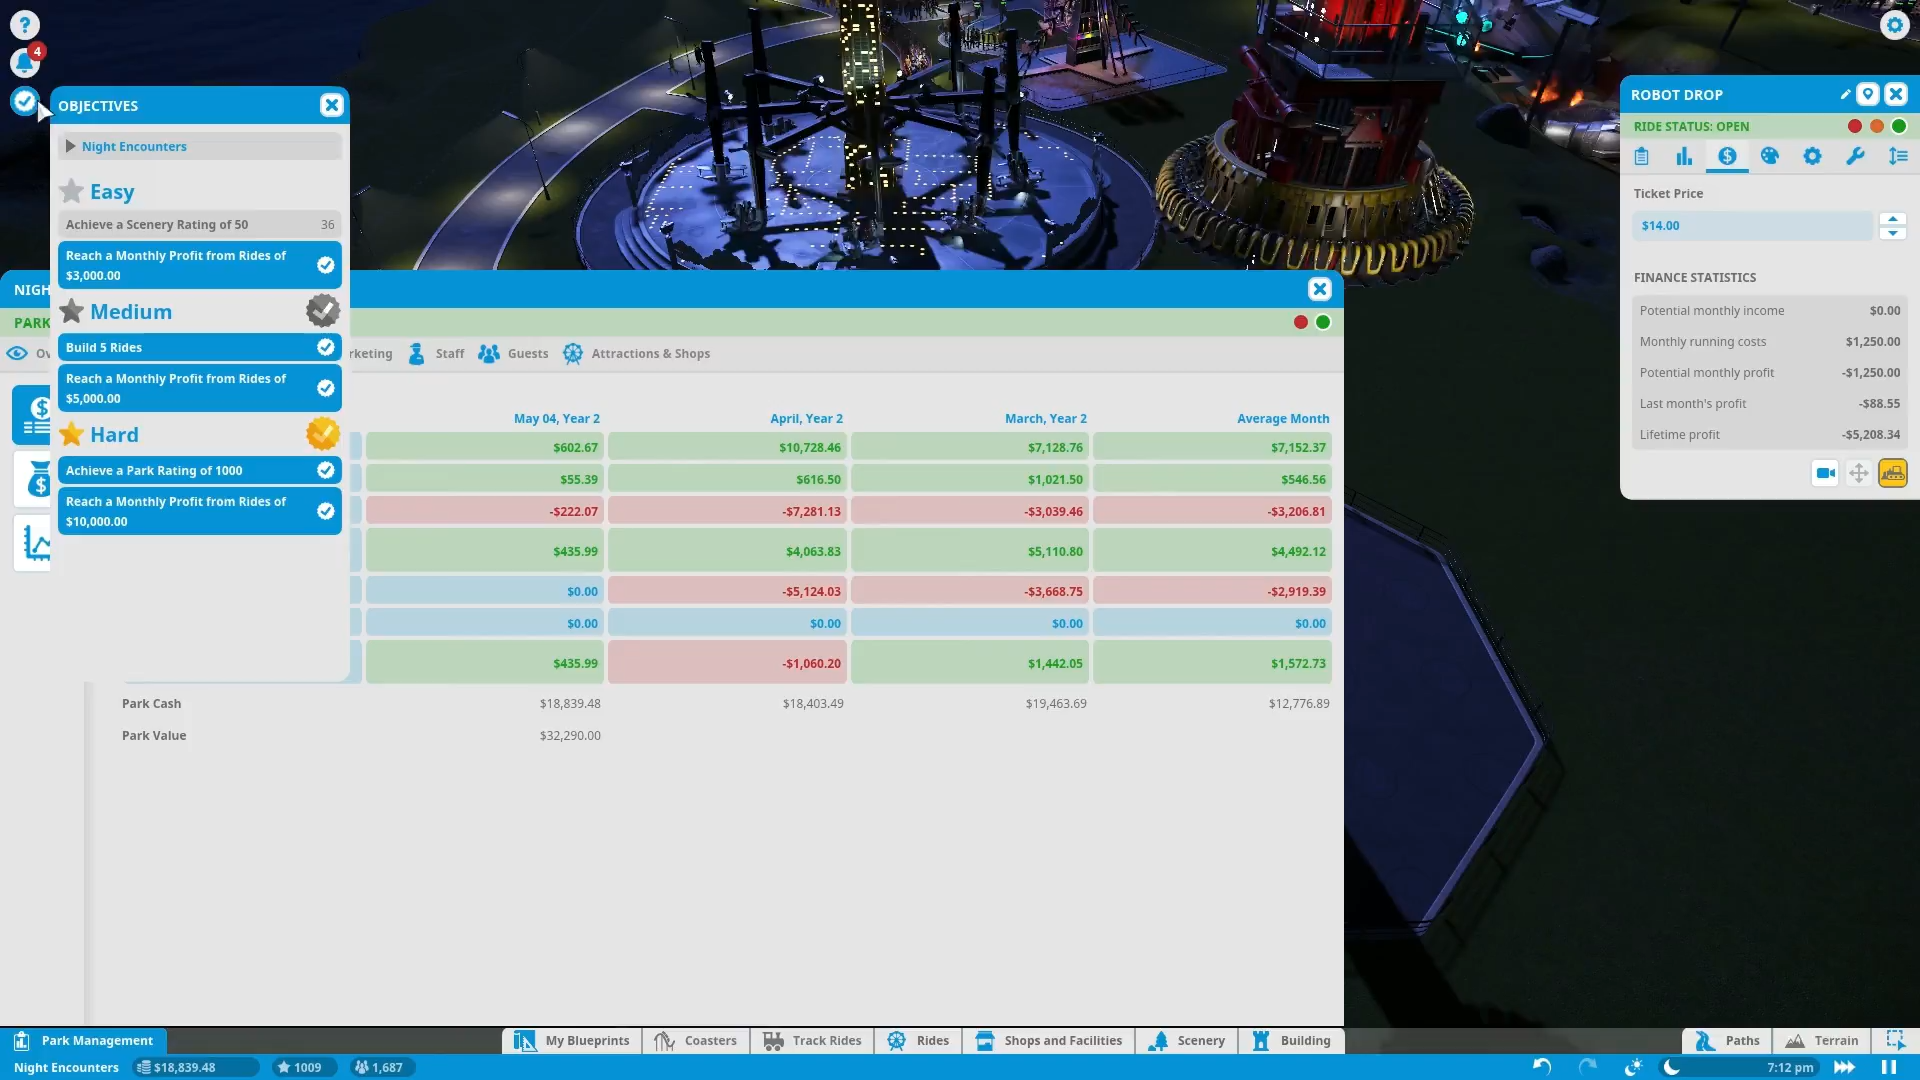 ?
4
OBJECTIVES
Night Encounters
Easy
Achieve a Scenery Rating of 50 36
Reach a Monthly Profit from Rides of
$3,000.00
Medium
Build 5 Rides
Reach a Monthly Profit from Rides of
$5,000.00
Hard
Achieve a Park Rating of 1000
Reach a Monthly Profit from Rides of
$10,000.00
NIGH
PARK
Ov
rketing Staff Guests Attractions & Shops
May 04, Year 2 April, Year 2 March, Year 2 Average Month
$602.67 $10,728.46 $7,128.76 $7,152.37
$55.39 $616.50 $1,021.50 $546.56
-$222.07 -$7,281.13 -$3,039.46 -$3,206.81
$435.99 $4,063.83 $5,110.80 $4,492.12
$0.00 -$5,124.03 -$3,668.75 -$2,919.39
$0.00 $0.00 $0.00 $0.00
$435.99 -$1,060.20 $1,442.05 $1,572.73
Park Cash $18,839.48 $18,403.49 $19,463.69 $12,776.89
Park Value $32,290.00
ROBOT DROP
RIDE STATUS: OPEN
Ticket Price
$14.00
FINANCE STATISTICS
Potential monthly income $0.00
Monthly running costs $1,250.00
Potential monthly profit -$1,250.00
Last month's profit -$88.55
Lifetime profit -$5,208.34
Park Management My Blueprints Coasters Track Rides Rides Shops and Facilities Scenery Building Paths Terrain
Night Encounters $18,839.48 1009 1,687 7:12 pm